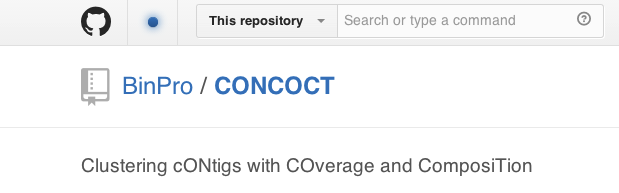 This repository Search or type a command
BinPro / CONCOCT
Clustering cONtigs with COverage and ComposiTion